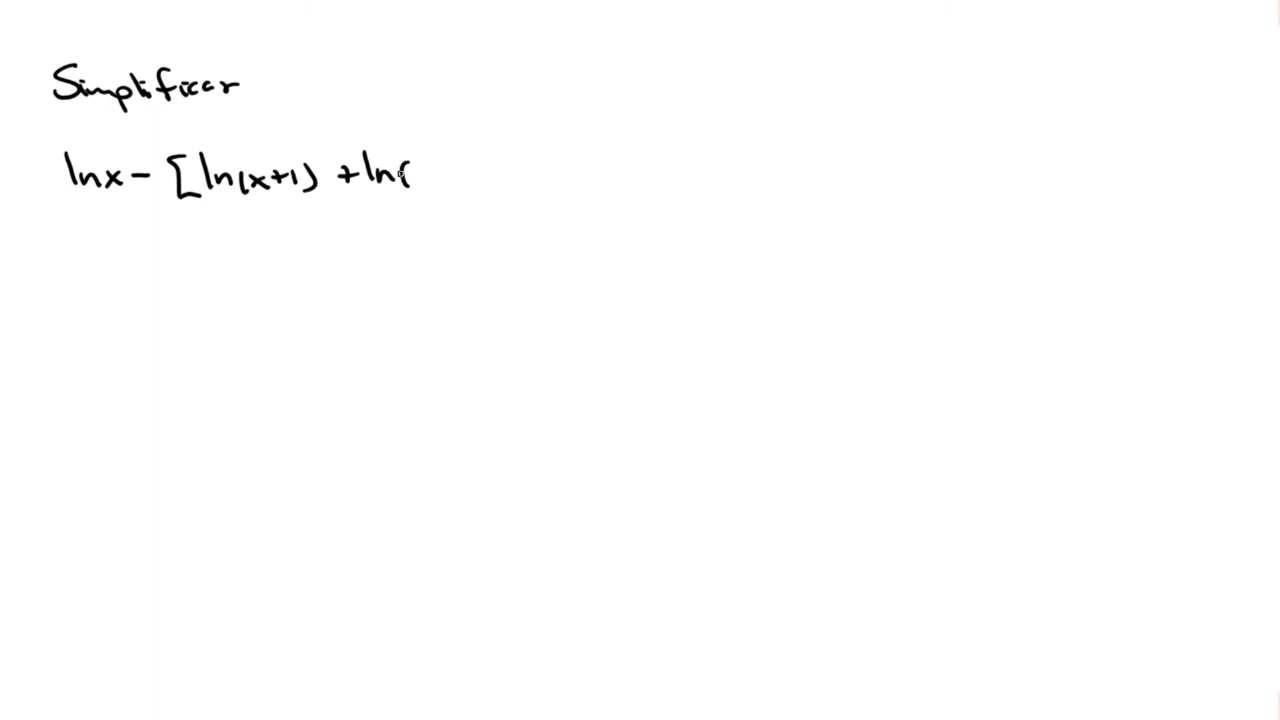 Simplificar
lnx - [ln(x+1) + ln(